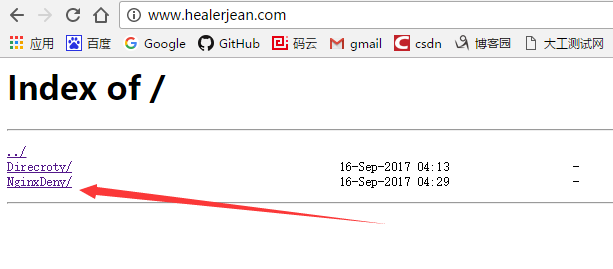 www.healerjean.com
应用 百度 Google GitHub 码云 gmail csdn 博客园 大工测试网
Index of /
../
Direcroty/ 16-Sep-2017 04:13 -
NginxDeny/ 16-Sep-2017 04:29 -